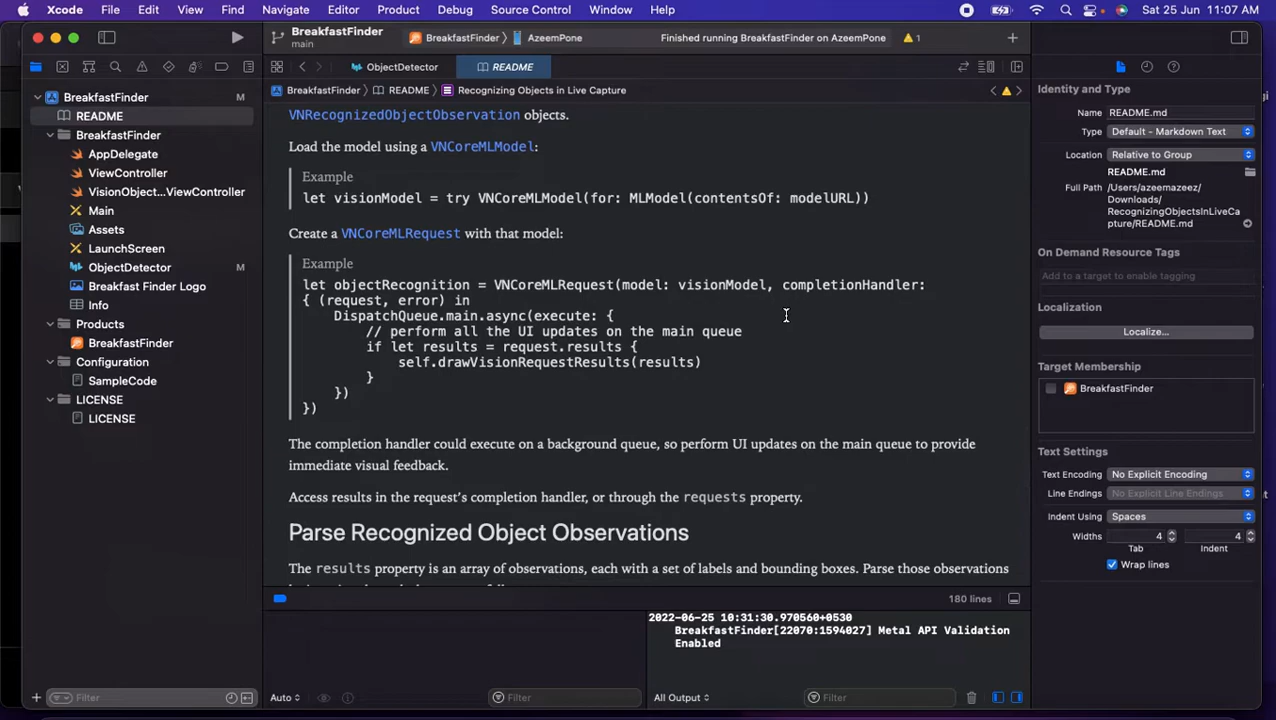 Xcode File Edit View Find Navigate Editor Product Debug Source Control Window Help Sat 25 Jun 11:07 AM
BreakfastFinder
main
BreakfastFinder AzeemPone Finished running BreakfastFinder on AzeemPone 1
ObjectDetector README
BreakfastFinder README Recognizing Objects in Live Capture
BreakfastFinder M
README
BreakfastFinder
AppDelegate
ViewController
VisionObject...ViewController
Main
Assets
LaunchScreen
ObjectDetector M
Breakfast Finder Logo
Info
Products
BreakfastFinder
Configuration
SampleCode
LICENSE
LICENSE
Filter
VNRecognizedObjectObservation objects.
Load the model using a VNCoreMLModel:
Example
let visionModel = try VNCoreMLModel(for: MLModel(contentsOf: modelURL))
Create a VNCoreMLRequest with that model:
Example
let objectRecognition = VNCoreMLRequest(model: visionModel, completionHandler:
{ (request, error) in
DispatchQueue.main.async(execute: {
// perform all the UI updates on the main queue
if let results = request.results {
self.drawVisionRequestResults(results)
}
})
})
The completion handler could execute on a background queue, so perform UI updates on the main queue to provide
immediate visual feedback.
Access results in the request's completion handler, or through the requests property.
Parse Recognized Object Observations
The results property is an array of observations, each with a set of labels and bounding boxes. Parse those observations
180 lines
2022-06-25 10:31:30.970560+0530
BreakfastFinder[22070:1594027] Metal API Validation
Enabled
Auto Filter All Output Filter
Identity and Type
Name README.md
Type Default - Markdown Text
Location Relative to Group
README.md
Full Path
/Users/azeemazeez/
Downloads/
RecognizingObjectsInLiveCa
pture/README.md
On Demand Resource Tags
Add to a target to enable tagging
Localization
Localize...
Target Membership
BreakfastFinder
Text Settings
Text Encoding No Explicit Encoding
Line Endings No Explicit Line Endings
Indent Using Spaces
Widths 4 4
Tab Indent
Wrap lines